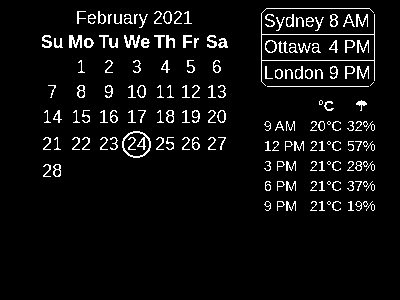 February 2021
Su Mo Tu We Th Fr Sa
1 2 3 4 5 6
7 8 9 10 11 12 13
14 15 16 17 18 19 20
21 22 23 24 25 26 27
28
Sydney 8 AM
Ottawa 4 PM
London 9 PM
°C ☂
9 AM 20°C 32%
12 PM 21°C 57%
3 PM 21°C 28%
6 PM 21°C 37%
9 PM 21°C 19%